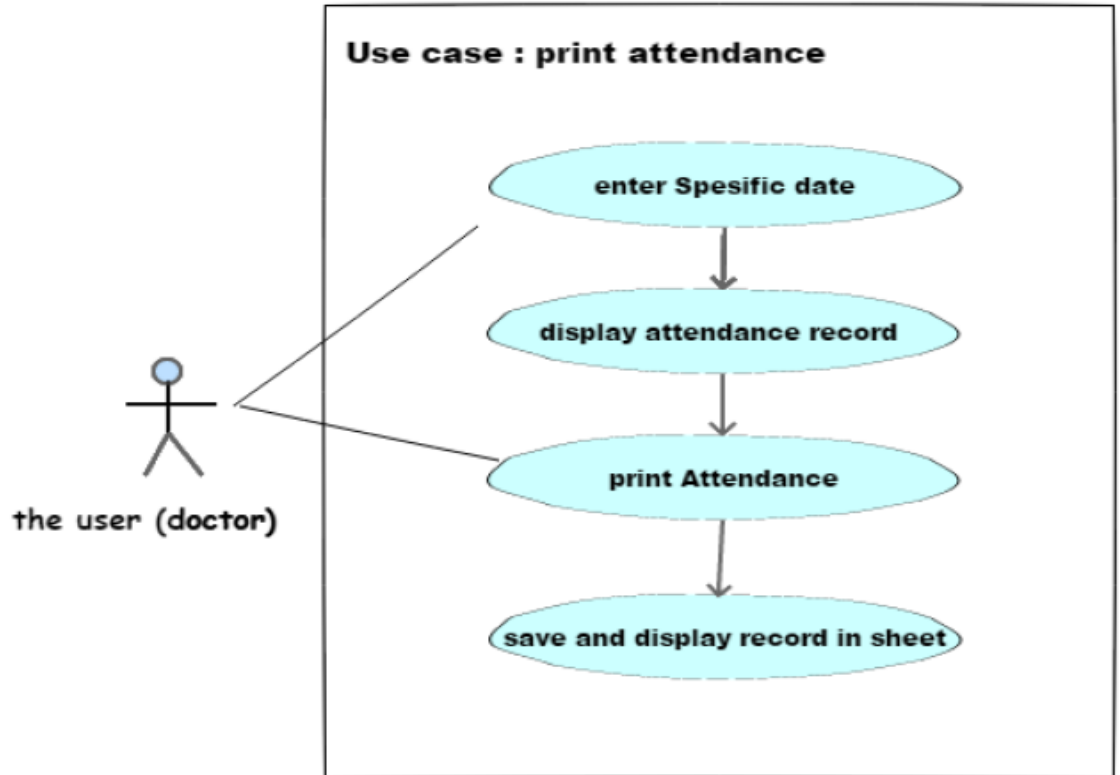 Use case : print attendance
enter Spesific date
display attendance record
print Attendance
the user (doctor)
save and display record in sheet